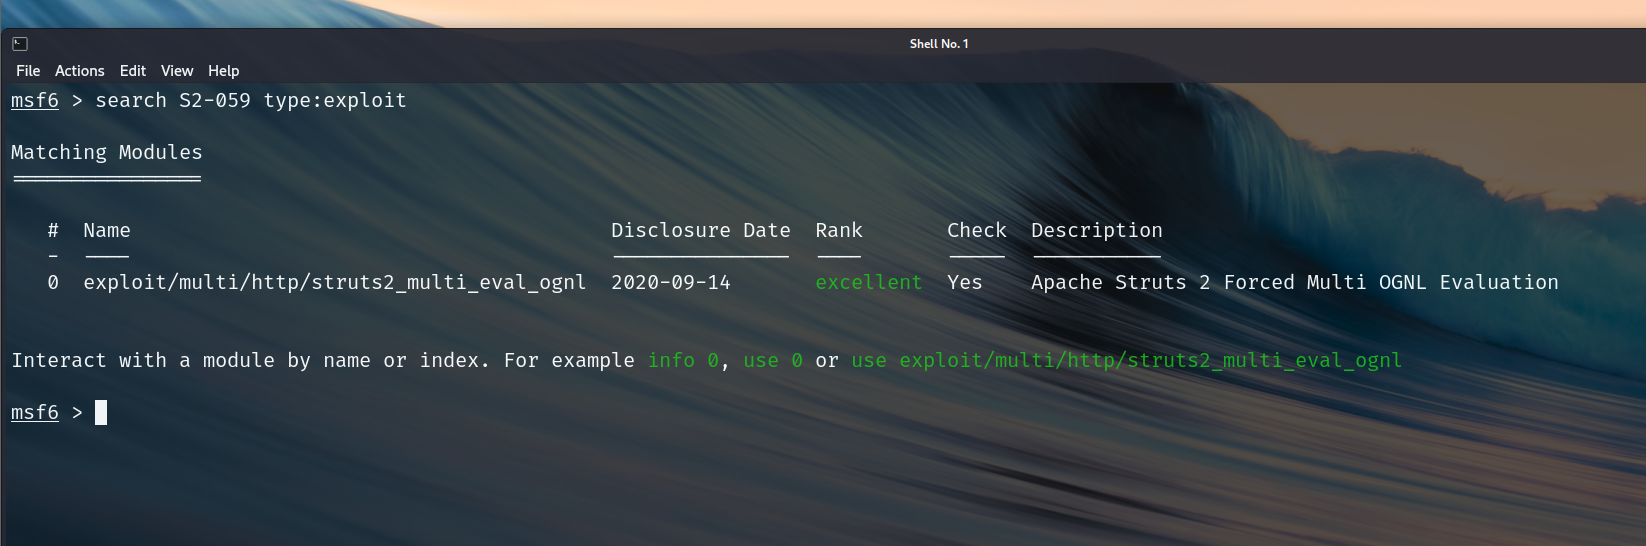 Shell No. 1
File Actions Edit View Help
msf6 > search S2-059 type:exploit
Matching Modules
================
# Name Disclosure Date Rank Check Description
- ---- --------------- ---- ----- -----------
0 exploit/multi/http/struts2_multi_eval_ognl 2020-09-14 excellent Yes Apache Struts 2 Forced Multi OGNL Evaluation
Interact with a module by name or index. For example info 0, use 0 or use exploit/multi/http/struts2_multi_eval_ognl
msf6 >